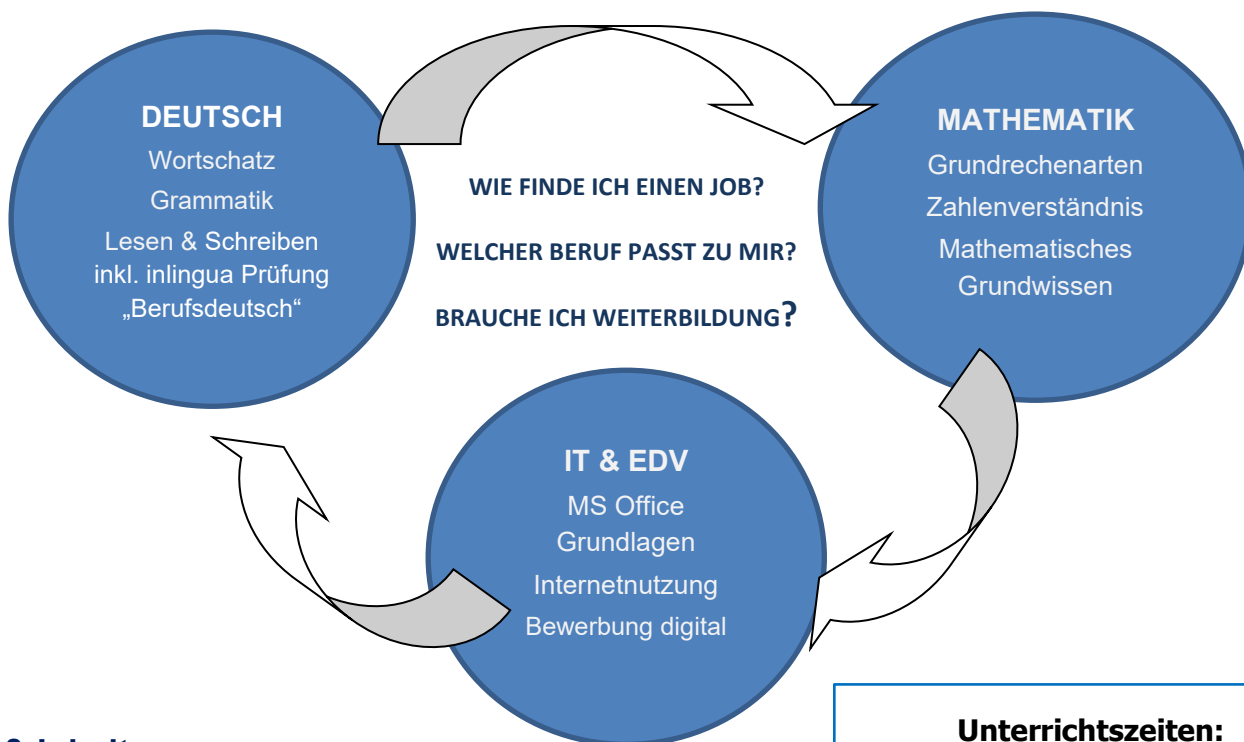 DEUTSCH
Wortschatz
Grammatik
Lesen & Schreiben
inkl. inlingua Prüfung
„Berufsdeutsch“
WIE FINDE ICH EINEN JOB?
WELCHER BERUF PASST ZU MIR?
BRAUCHE ICH WEITERBILDUNG?
MATHEMATIK
Grundrechenarten
Zahlenverständnis
Mathematisches
Grundwissen
IT & EDV
MS Office
Grundlagen
Internetnutzung
Bewerbung digital
Unterrichtszeiten: